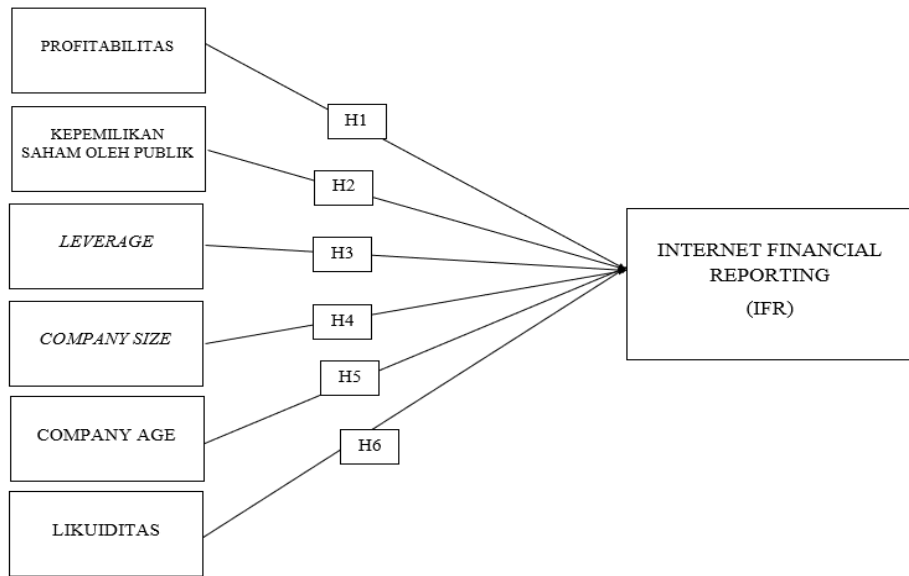 PROFITABILITAS
H1
KEPEMILIKAN
SAHAM OLEH PUBLIK
H2
LEVERAGE
H3
COMPANY SIZE
H4
COMPANY AGE
H5
LIKUIDITAS
H6
INTERNET FINANCIAL
REPORTING
(IFR)